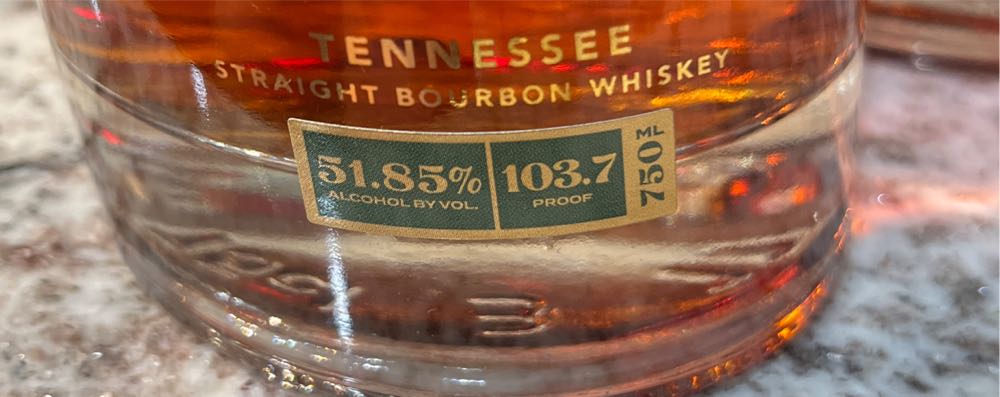 TENNESSEE
STRAIGHT BOURBON WHISKEY
51.85%
ALCOHOL BY VOL.
103.7
PROOF
750 ML